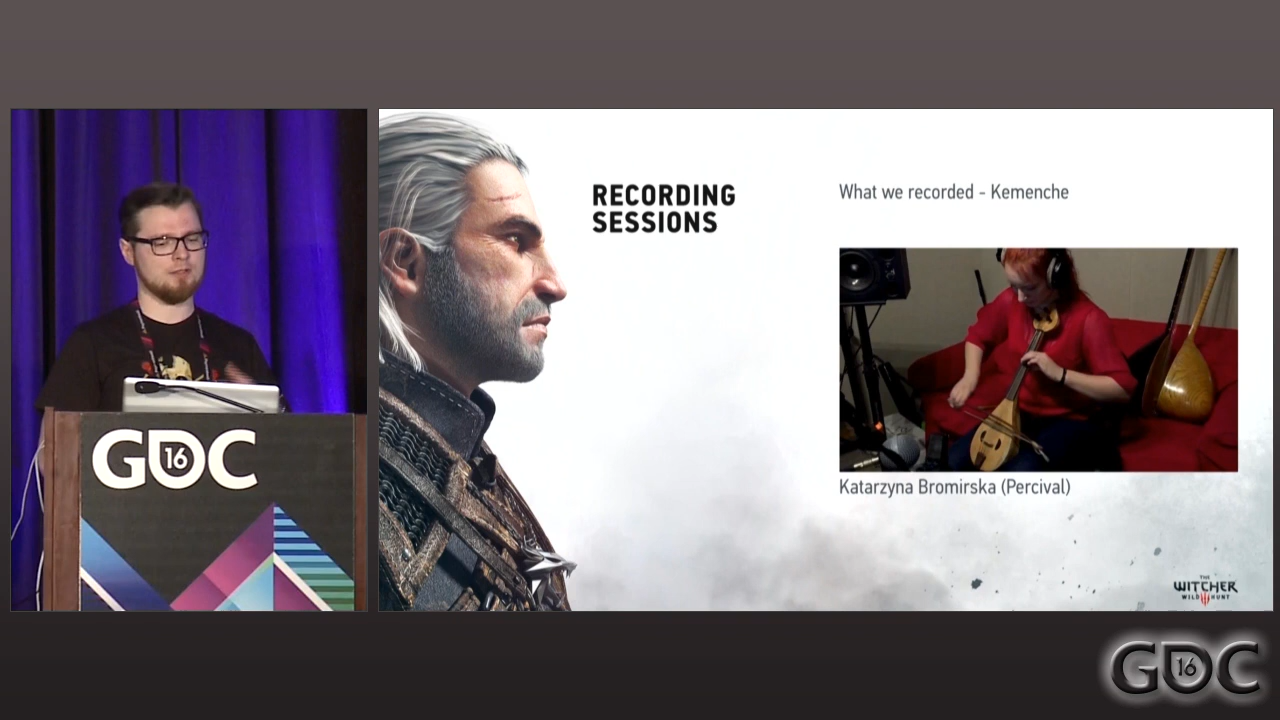 RECORDING
SESSIONS
What we recorded - Kemenche
Katarzyna Bromirska (Percival)
THE
WITCHER
WILD HUNT
GDC
16
GDC
16